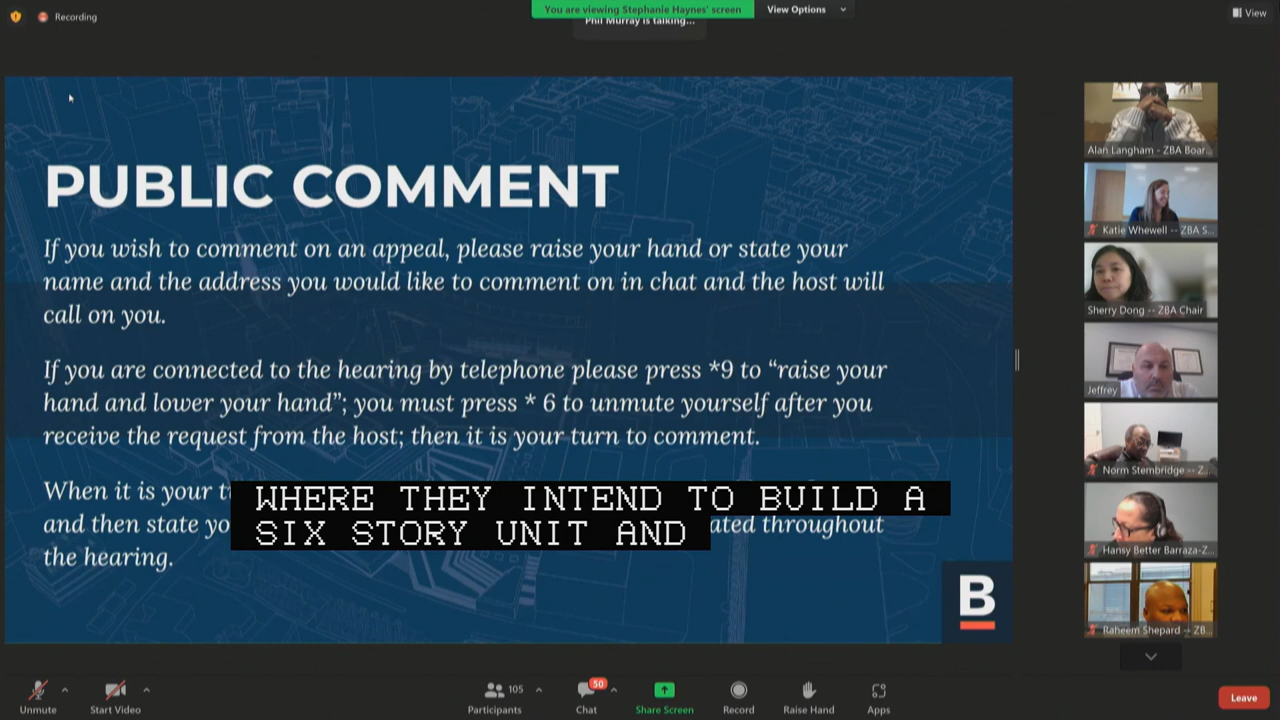 Recording
You are viewing Stephanie Haynes' screen
View Options
Phil Murray is talking...
View
PUBLIC COMMENT
If you wish to comment on an appeal, please raise your hand or state your
name and the address you would like to comment on in chat and the host will
call on you.
If you are connected to the hearing by telephone please press *9 to “raise your
hand and lower your hand”; you must press * 6 to unmute yourself after you
receive the request from the host; then it is your turn to comment.
When it is your
and then state throughout
the hearing.
WHERE THEY INTEND TO BUILD A
SIX STORY UNIT AND
B
Alan Langham - ZBA Boar...
Katie Whewell -- ZBA S...
Sherry Dong -- ZBA Chair
Jeffrey
Norm Stembridge -- Z...
Hansy Better Barraza-Z...
Raheem Shepard -- ZB...
Unmute
Start Video
105
Participants
50
Chat
Share Screen
Record
Raise Hand
Apps
Leave